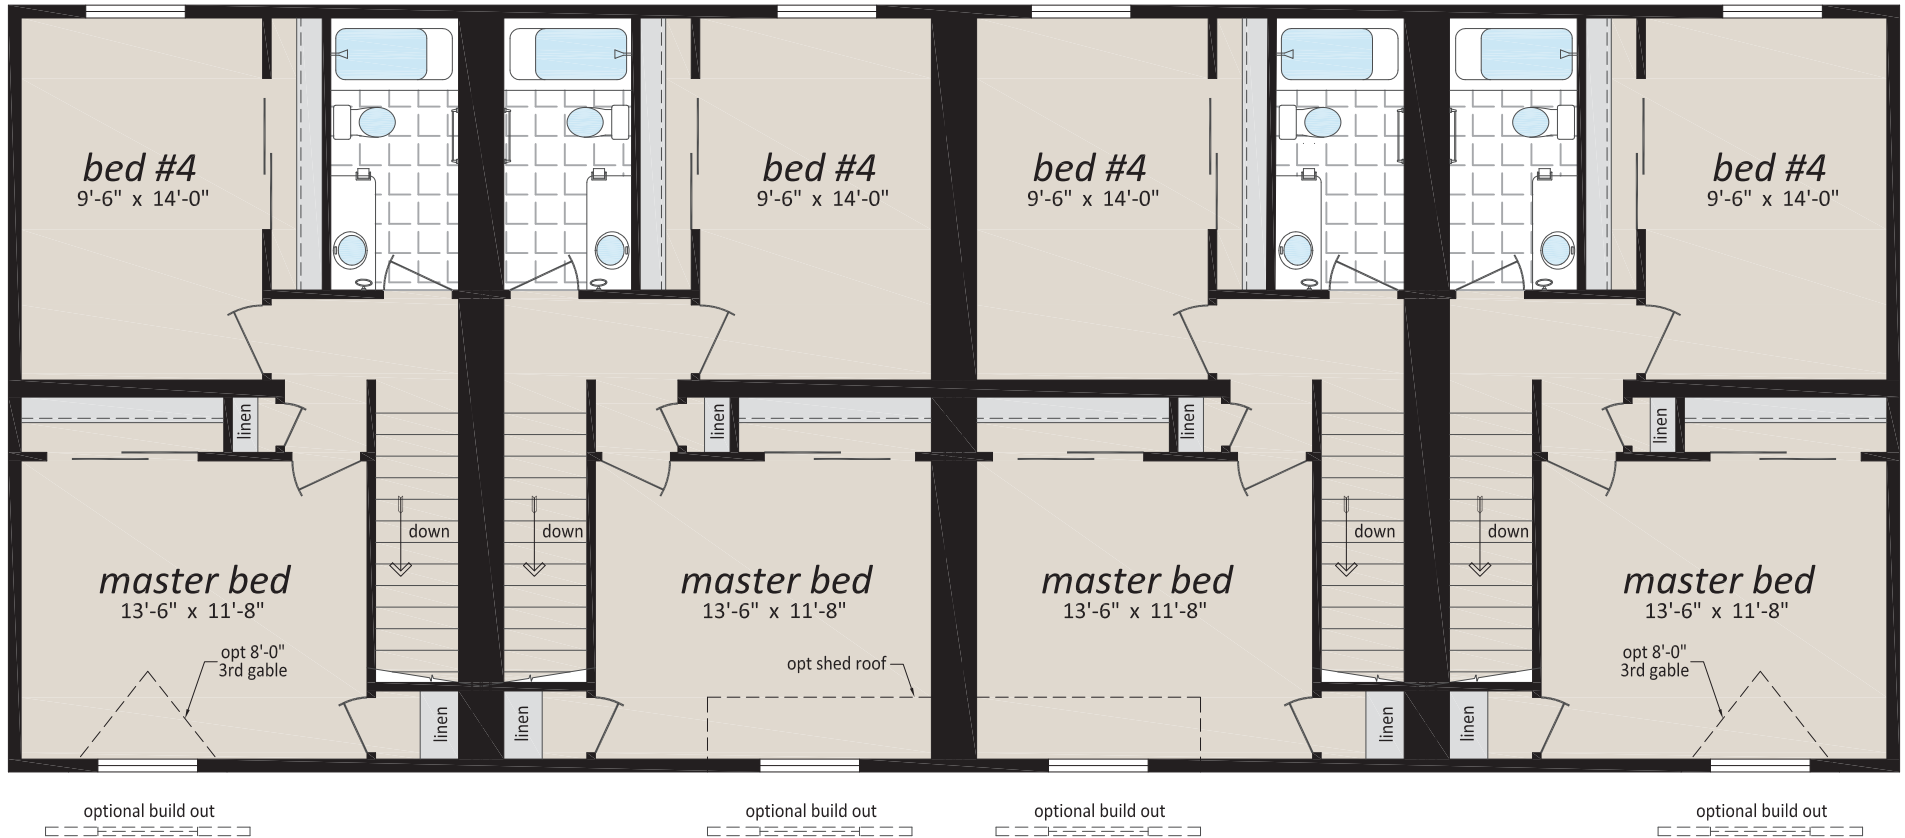 bed #4
9'-6" x 14'-0"
bed #4
9'-6" x 14'-0"
bed #4
9'-6" x 14'-0"
bed #4
9'-6" x 14'-0"
linen
linen
linen
linen
down
down
down
down
master bed
13'-6" x 11'-8"
master bed
13'-6" x 11'-8"
master bed
13'-6" x 11'-8"
master bed
13'-6" x 11'-8"
opt 8'-0"
3rd gable
opt shed roof
opt 8'-0"
3rd gable
linen
linen
linen
linen
optional build out
optional build out
optional build out
optional build out